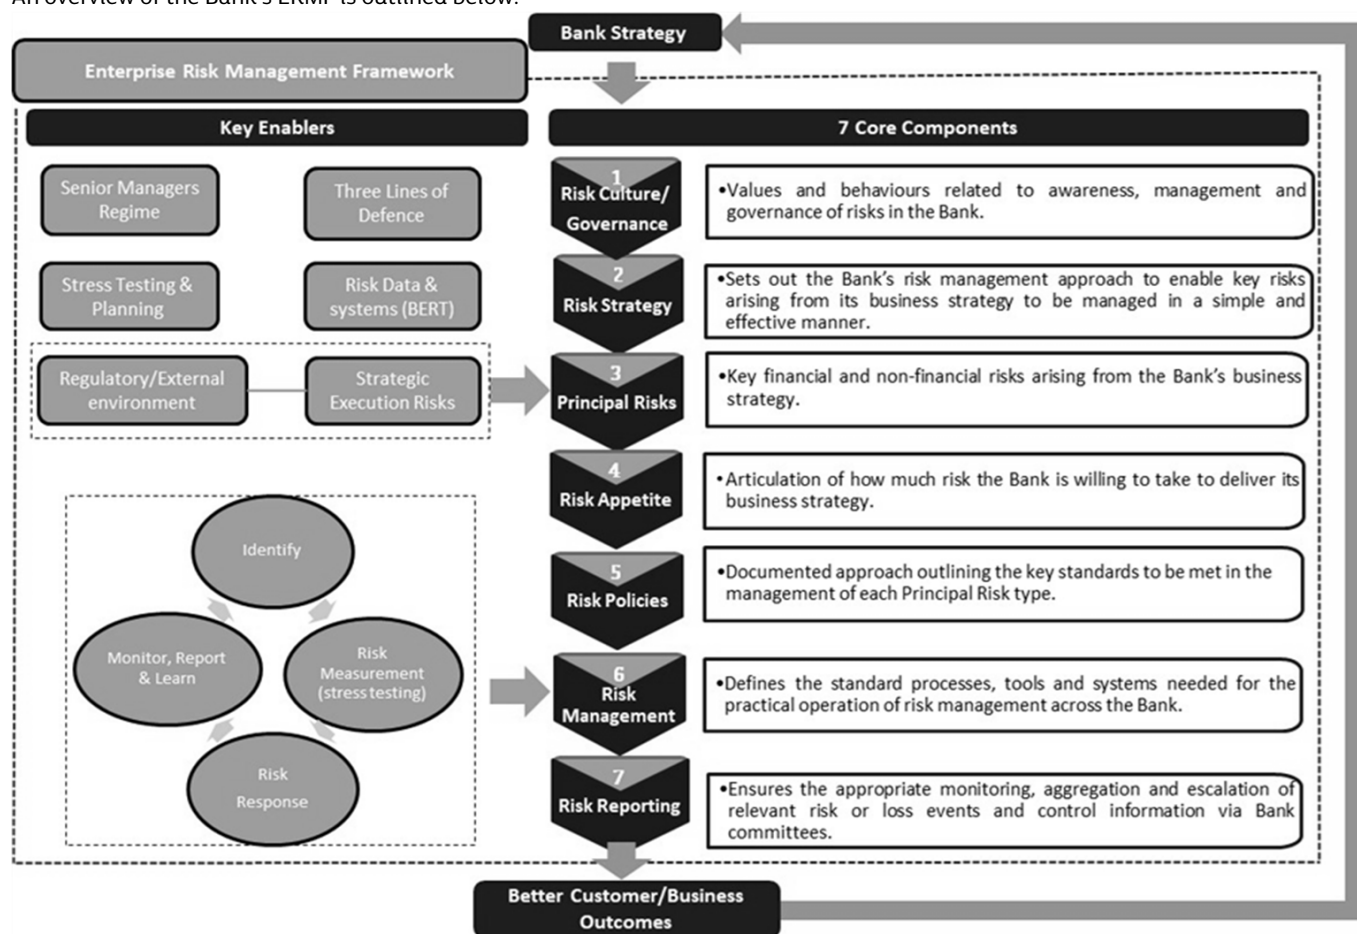 An overview of the Bank's ERMF is outlined below:
Bank Strategy
Enterprise Risk Management Framework
Key Enablers
7 Core Components
Senior Managers
Regime
Three Lines of
Defence
Stress Testing &
Planning
Risk Data &
systems (BERT)
Regulatory/External
environment
Strategic
Execution Risks
Identify
Monitor, Report
& Learn
Risk
Measurement
(stress testing)
Risk
Response
1
Risk Culture/
Governance
•Values and behaviours related to awareness, management and
governance of risks in the Bank.
2
Risk Strategy
•Sets out the Bank's risk management approach to enable key risks
arising from its business strategy to be managed in a simple and
effective manner.
3
Principal Risks
•Key financial and non-financial risks arising from the Bank's business
strategy.
4
Risk Appetite
•Articulation of how much risk the Bank is willing to take to deliver its
business strategy.
5
Risk Policies
•Documented approach outlining the key standards to be met in the
management of each Principal Risk type.
6
Risk
Management
•Defines the standard processes, tools and systems needed for the
practical operation of risk management across the Bank.
7
Risk Reporting
•Ensures the appropriate monitoring, aggregation and escalation of
relevant risk or loss events and control information via Bank
committees.
Better Customer/Business
Outcomes